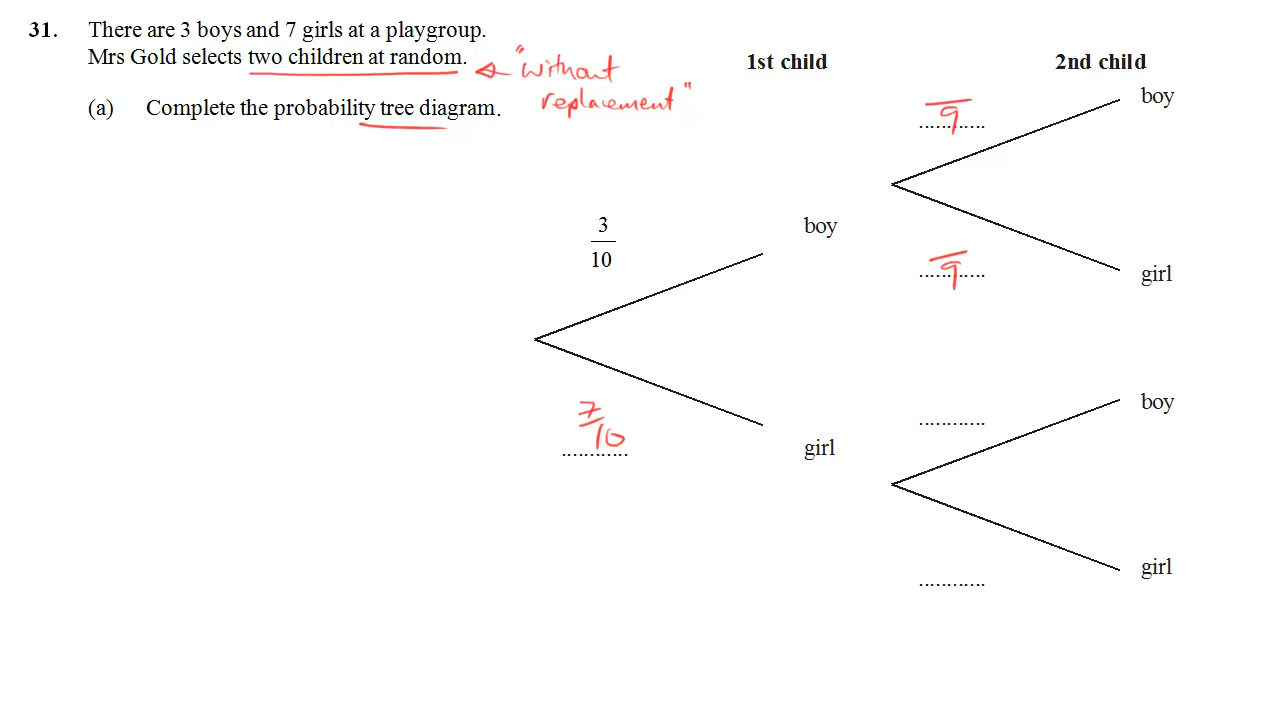 31. There are 3 boys and 7 girls at a playgroup.
Mrs Gold selects two children at random.
"without
replacement"
(a) Complete the probability tree diagram.
1st child
2nd child
boy
9
girl
9
3
10
boy
7
10
girl
boy
girl